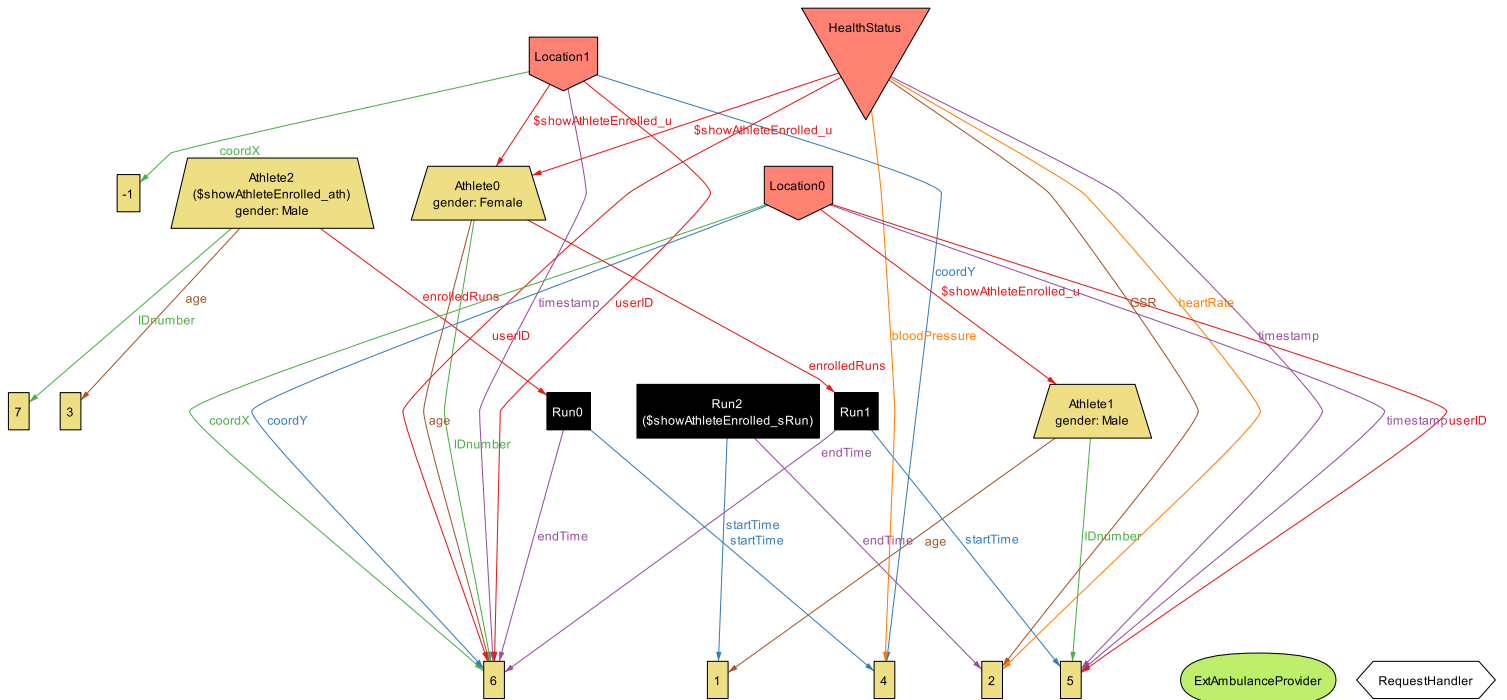 HealthStatus
Location1
$showAthleteEnrolled_u
$showAthleteEnrolled_u
coordX
Athlete2
($showAthleteEnrolled_ath)
gender: Male
-1
Athlete0
gender: Female
Location0
coordY
$showAthleteEnrolled_u
age
enrolledRuns
timestamp
userID
GSR
heartRate
IDnumber
userID
bloodPressure
timestamp
enrolledRuns
7
3
coordX
coordY
age
Run0
Run2
($showAthleteEnrolled_sRun)
Run1
Athlete1
gender: Male
timestamp
userID
IDnumber
endTime
startTime
endTime
startTime
endTime
age
startTime
IDnumber
6
1
4
2
5
ExtAmbulanceProvider
RequestHandler